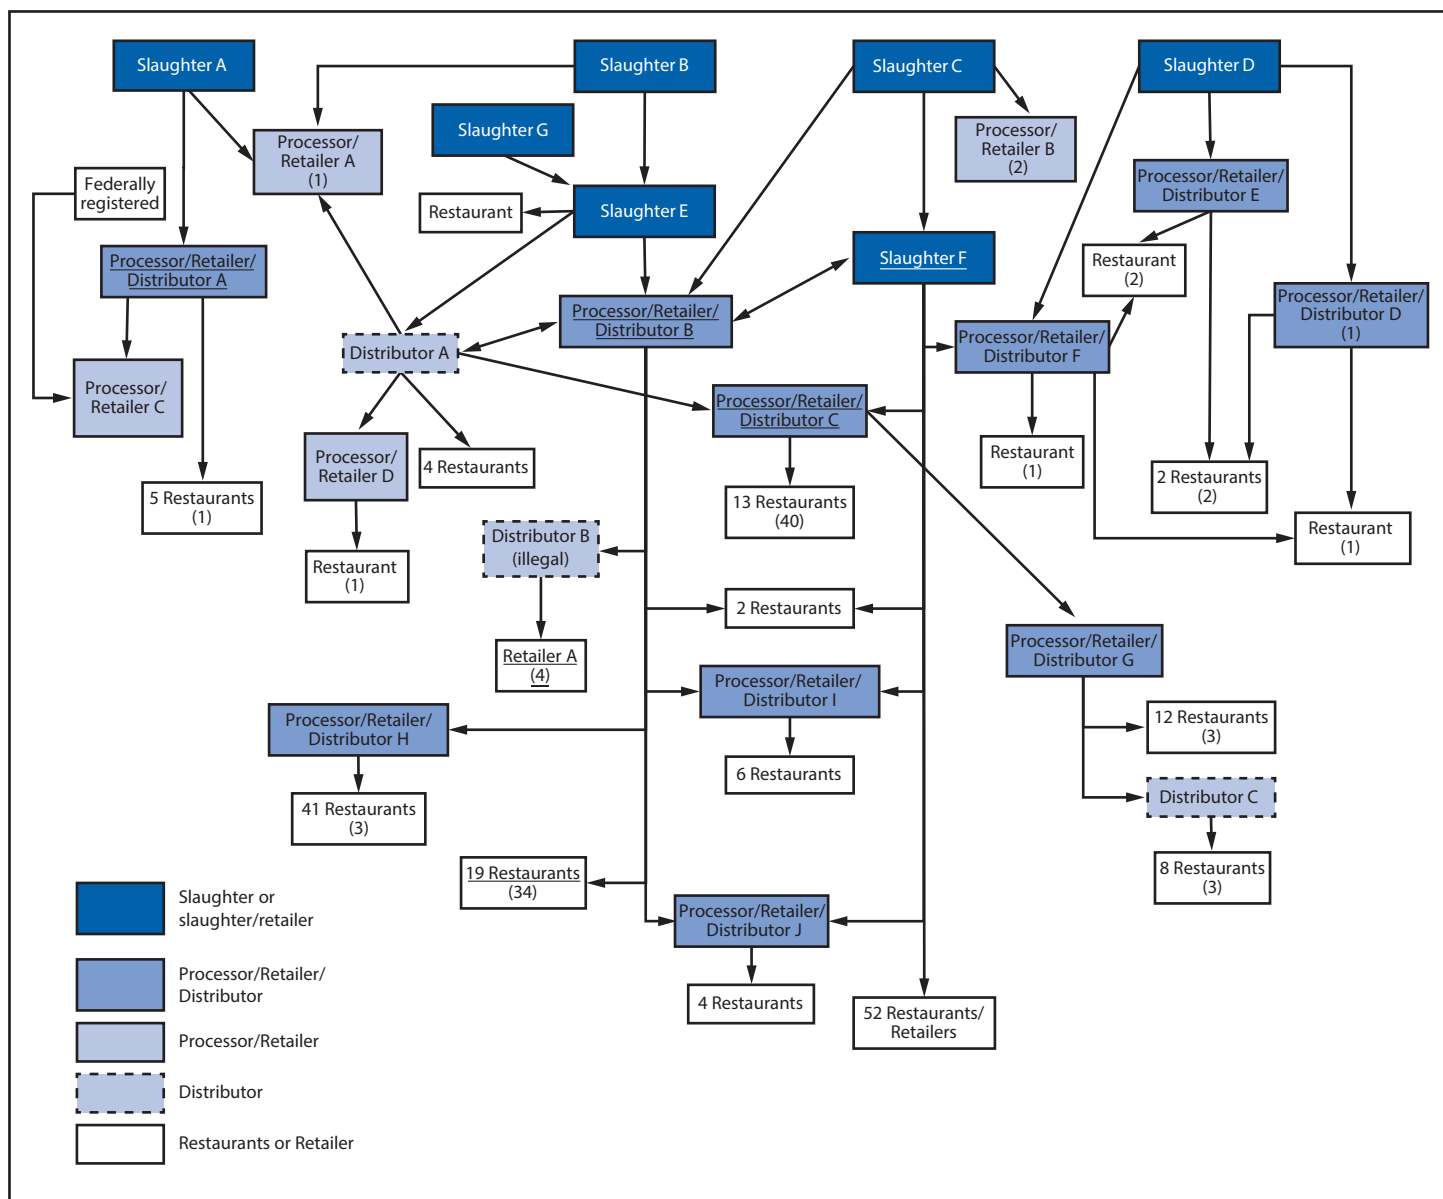 Slaughter A
Slaughter B
Slaughter C
Slaughter D
Slaughter G
Processor/
Retailer A
(1)
Processor/
Retailer B
(2)
Federally
registered
Restaurant
Slaughter E
Processor/Retailer/
Distributor E
Processor/Retailer/
Distributor A
Slaughter F
Restaurant
(2)
Processor/Retailer/
Distributor B
Processor/Retailer/
Distributor D
(1)
Distributor A
Processor/Retailer/
Distributor F
Processor/
Retailer C
Processor/Retailer/
Distributor C
Processor/
Retailer D
4 Restaurants
Restaurant
(1)
2 Restaurants
(2)
5 Restaurants
(1)
13 Restaurants
(40)
Restaurant
(1)
Distributor B
(illegal)
Restaurant
(1)
2 Restaurants
Retailer A
(4)
Processor/Retailer/
Distributor G
Processor/Retailer/
Distributor I
Processor/Retailer/
Distributor H
12 Restaurants
(3)
6 Restaurants
Distributor C
41 Restaurants
(3)
19 Restaurants
(34)
8 Restaurants
(3)
Processor/Retailer/
Distributor J
4 Restaurants
52 Restaurants/
Retailers
Slaughter or
slaughter/retailer
Processor/Retailer/
Distributor
Processor/Retailer
Distributor
Restaurants or Retailer